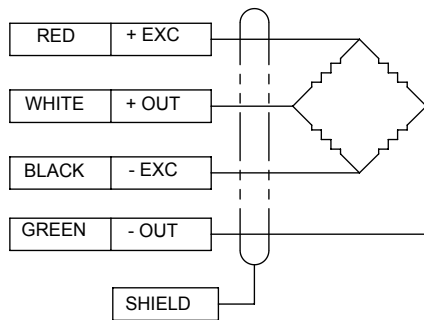 RED + EXC
WHITE + OUT
BLACK - EXC
GREEN - OUT
SHIELD